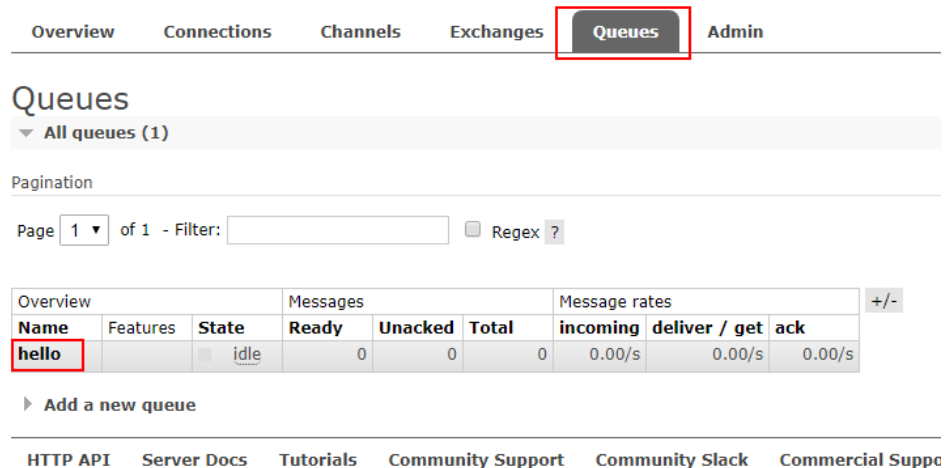 Overview Connections Channels Exchanges Queues Admin
Queues
All queues (1)
Pagination
Page 1 of 1 - Filter: Regex ?
Overview Messages Message rates +/-
Name Features State Ready Unacked Total incoming deliver / get ack
hello idle 0 0 0 0.00/s 0.00/s 0.00/s
Add a new queue
HTTP API Server Docs Tutorials Community Support Community Slack Commercial